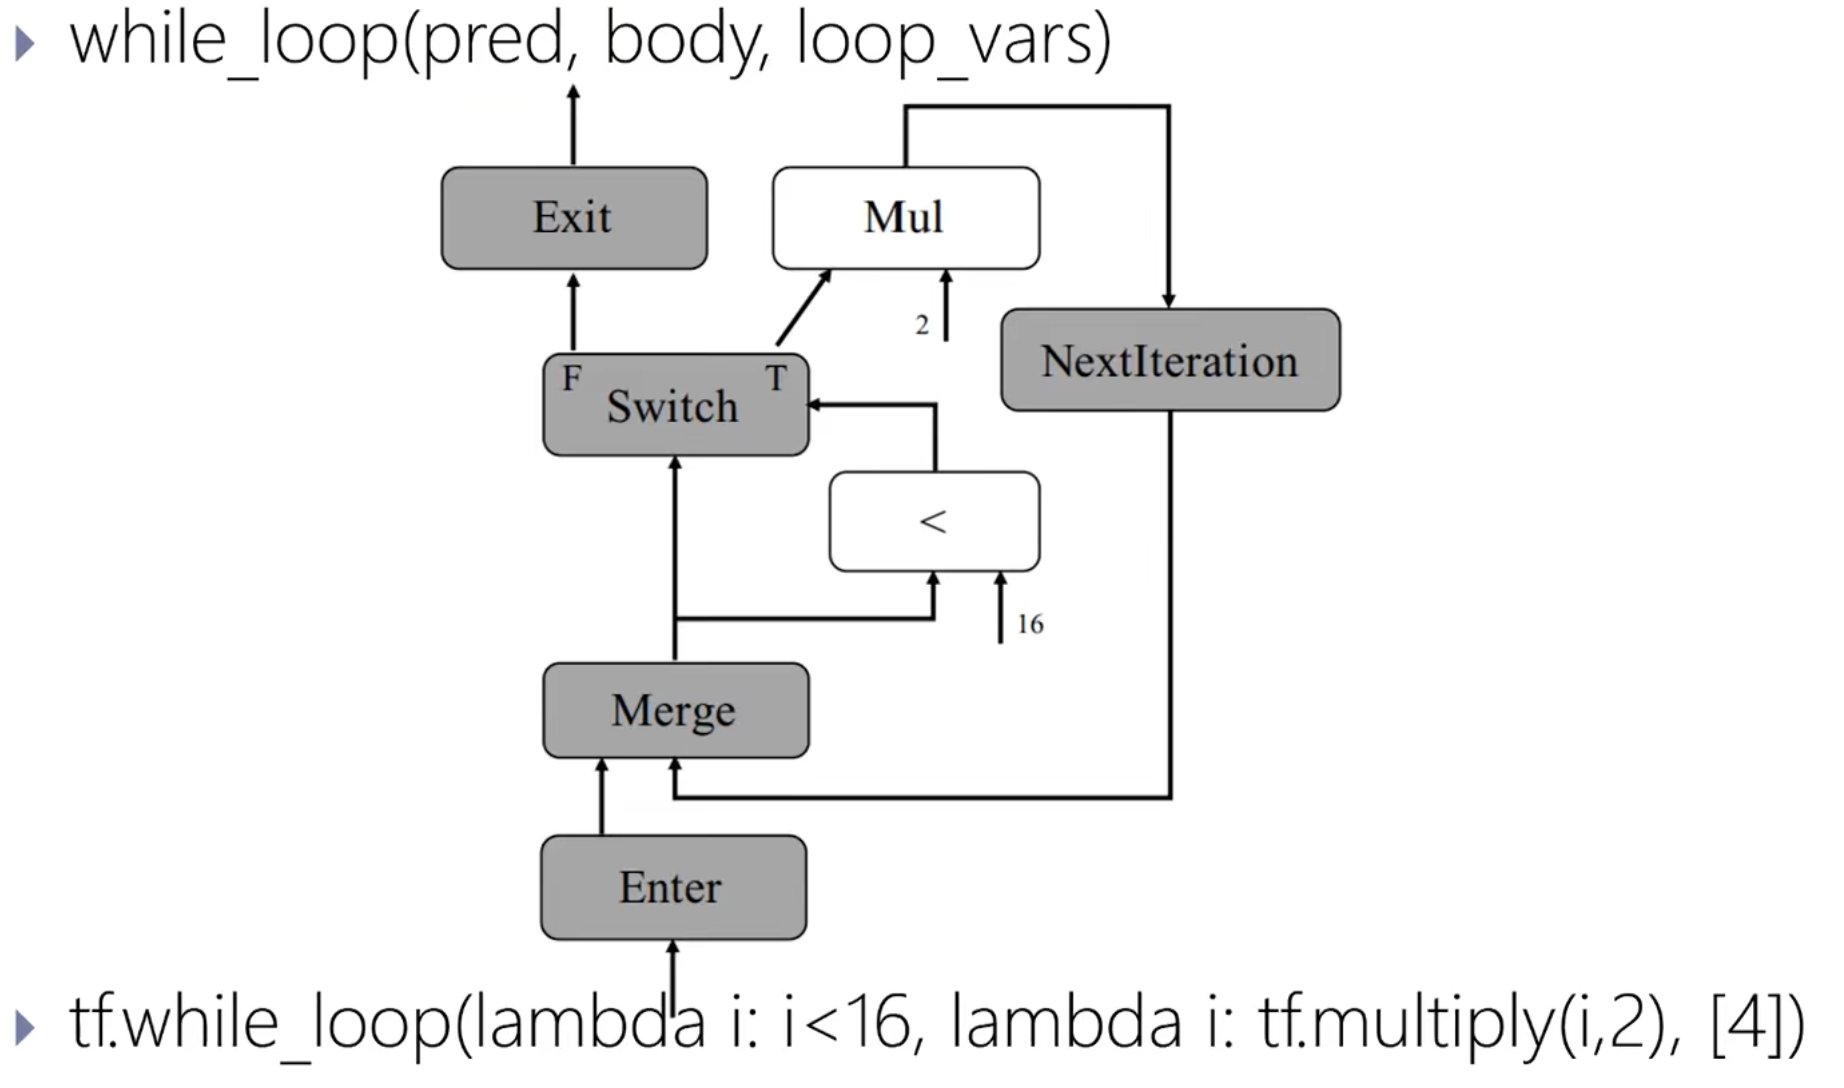 while_loop(pred, body, loop_vars)
Exit
Mul
2
NextIteration
F
T
Switch
<
16
Merge
Enter
tf.while_loop(lambda i: i<16, lambda i: tf.multiply(i,2), [4])